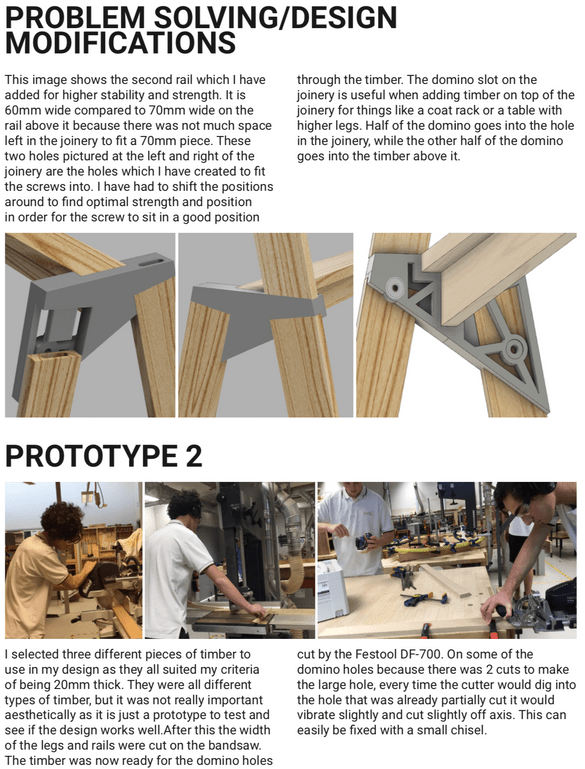 PROBLEM SOLVING/DESIGN
MODIFICATIONS
This image shows the second rail which I have
added for higher stability and strength. It is
60mm wide compared to 70mm wide on the
rail above it because there was not much space
left in the joinery to fit a 70mm piece. These
two holes pictured at the left and right of the
joinery are the holes which I have created to fit
the screws into. I have had to shift the positions
around to find optimal strength and position
in order for the screw to sit in a good position
through the timber. The domino slot on the
joinery is useful when adding timber on top of the
joinery for things like a coat rack or a table with
higher legs. Half of the domino goes into the hole
in the joinery, while the other half of the domino
goes into the timber above it.
PROTOTYPE 2
I selected three different pieces of timber to
use in my design as they all suited my criteria
of being 20mm thick. They were all different
types of timber, but it was not really important
aesthetically as it is just a prototype to test and
see if the design works well.After this the width
of the legs and rails were cut on the bandsaw.
The timber was now ready for the domino holes
cut by the Festool DF-700. On some of the
domino holes because there was 2 cuts to make
the large hole, every time the cutter would dig into
the hole that was already partially cut it would
vibrate slightly and cut slightly off axis. This can
easily be fixed with a small chisel.